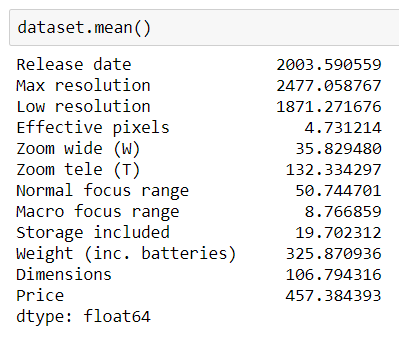 dataset.mean()
Release date 2003.590559
Max resolution 2477.058767
Low resolution 1871.271676
Effective pixels 4.731214
Zoom wide (W) 35.829480
Zoom tele (T) 132.334297
Normal focus range 50.744701
Macro focus range 8.766859
Storage included 19.702312
Weight (inc. batteries) 325.870936
Dimensions 106.794316
Price 457.384393
dtype: float64